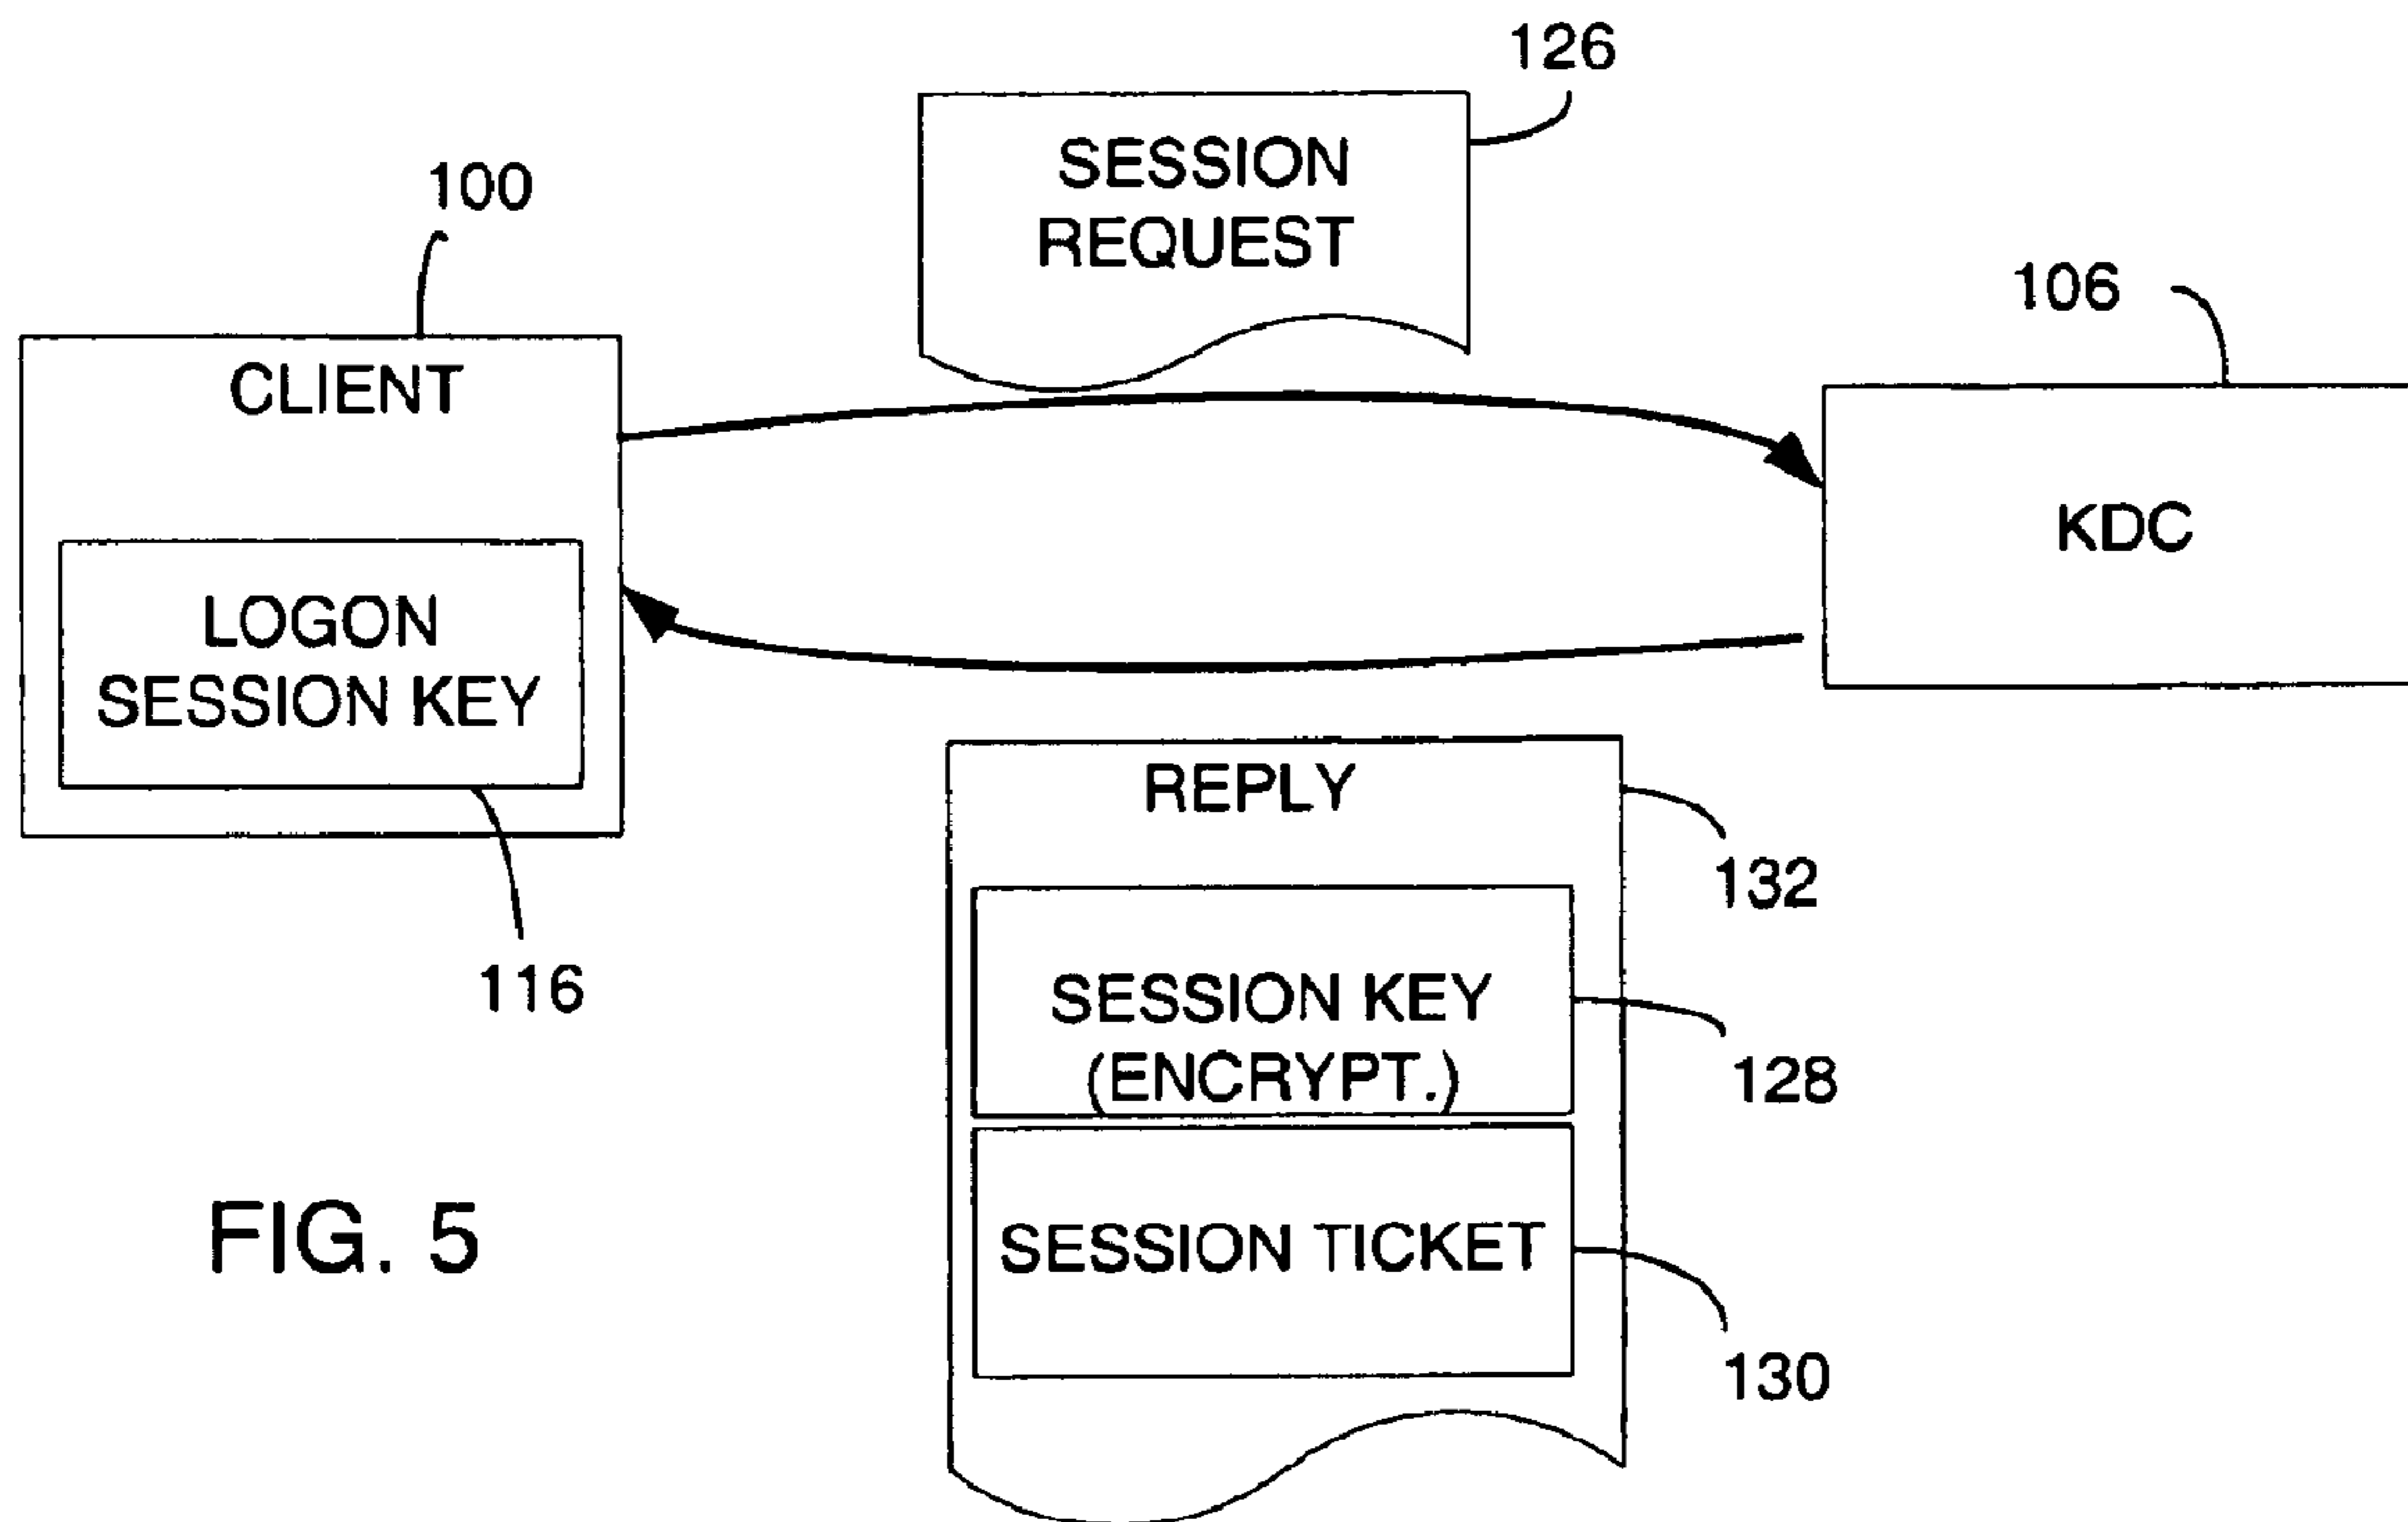 126
SESSION
REQUEST
100
106
CLIENT
KDC
LOGON
SESSION KEY
REPLY
132
116
SESSION KEY
(ENCRYPT.)
128
SESSION TICKET
130
FIG. 5